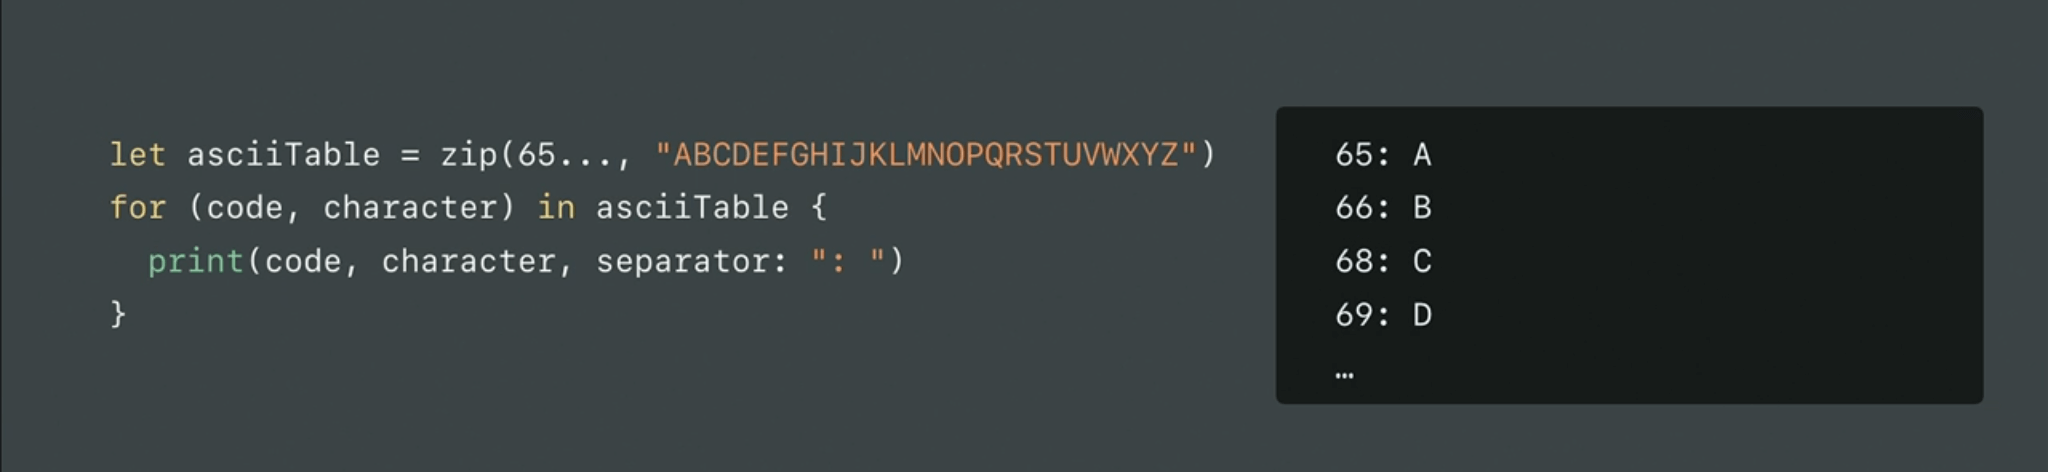 let asciiTable = zip(65..., "ABCDEFGHIJKLMNOPQRSTUVWXYZ")
for (code, character) in asciiTable {
  print(code, character, separator: ": ")
}
65: A
66: B
68: C
69: D
…